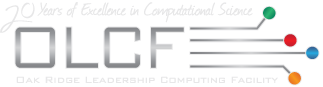 20 Years of Excellence in Computational Science
OLCF
OAK RIDGE LEADERSHIP COMPUTING FACILITY